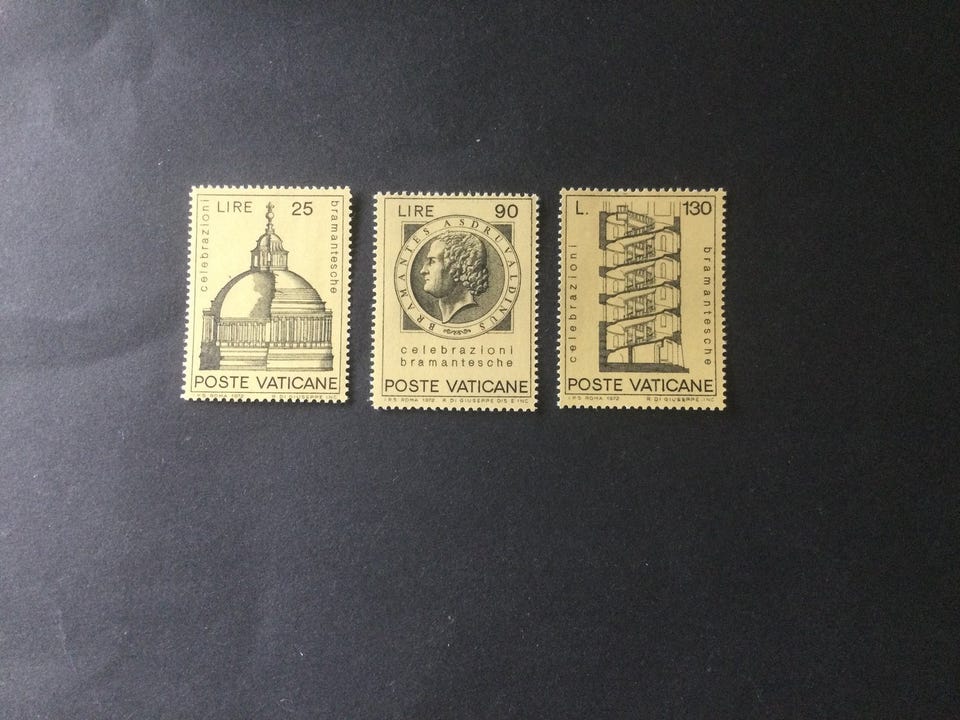 LIRE 25
celebrazioni
bramantesche
POSTE VATICANE
I.P.S. ROMA 1972 R. DI GIUSEPPE INC.
LIRE 90
BRAMANTES ASDRUVALDINUS
celebrazioni
bramantesche
POSTE VATICANE
I.P.S. ROMA 1972 R. DI GIUSEPPE DIS E INC.
L. 130
celebrazioni
bramantesche
POSTE VATICANE
I.P.S. ROMA 1972 R. DI GIUSEPPE INC.